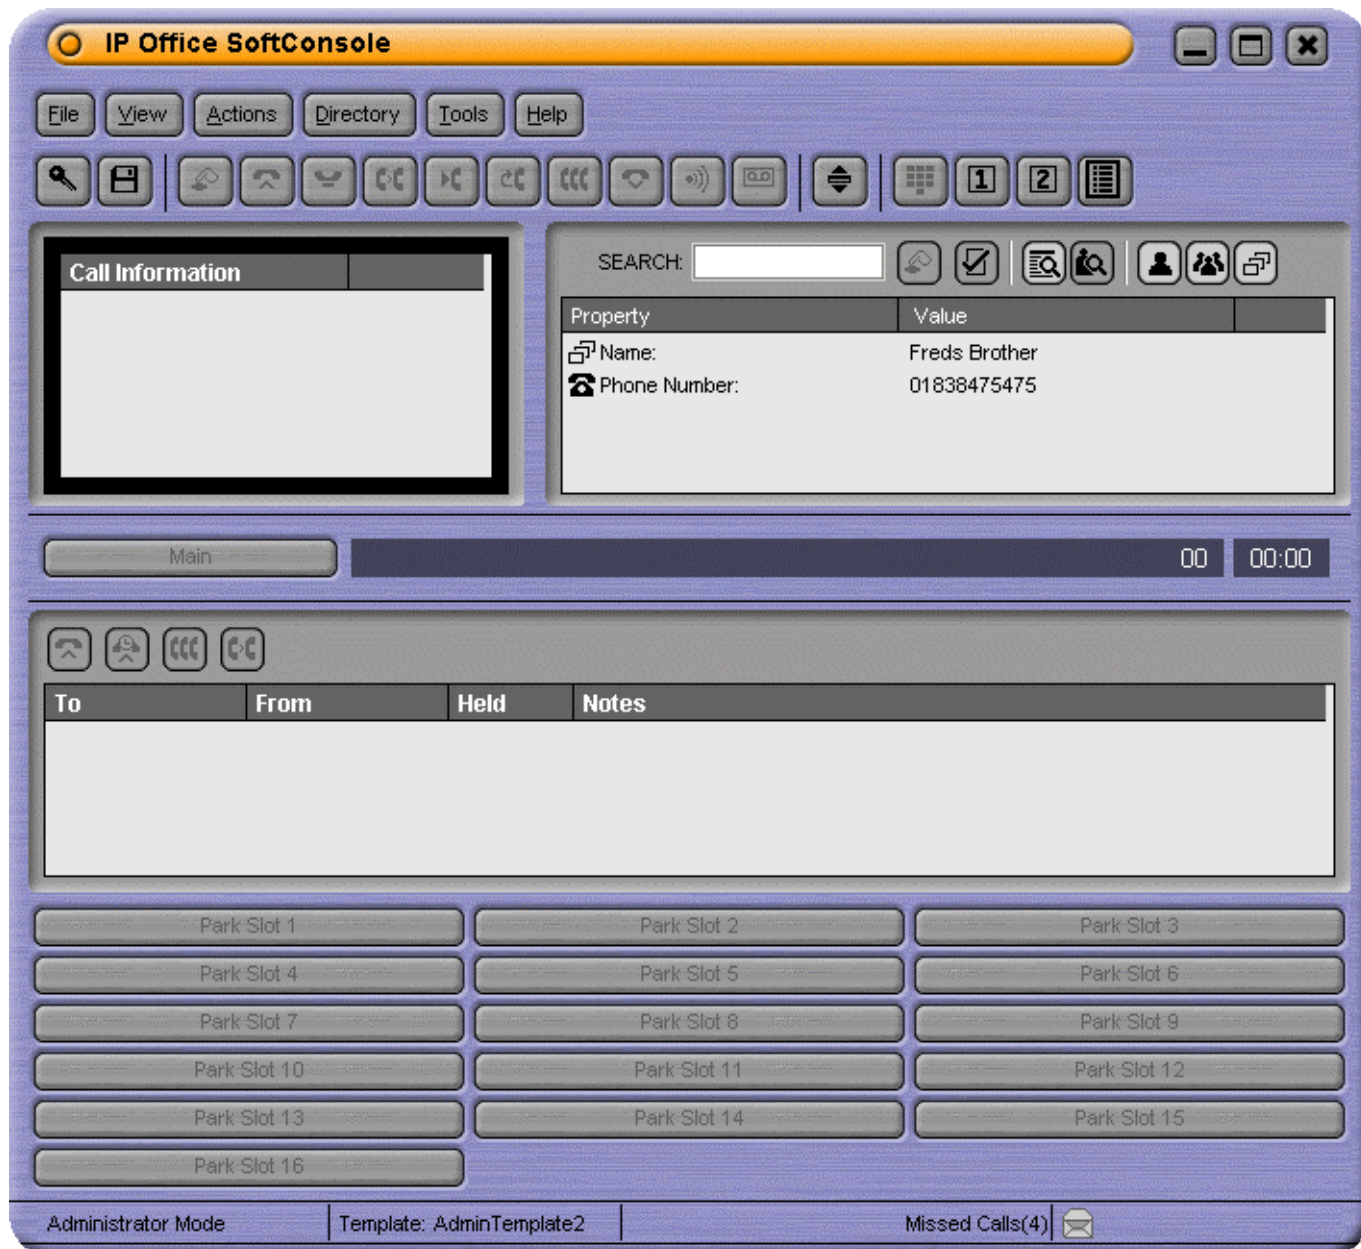 IP Office SoftConsole
File View Actions Directory Tools Help
1 2
Call Information
SEARCH:
Property Value
Name: Freds Brother
Phone Number: 01838475475
Main 00 00:00
To From Held Notes
Park Slot 1 Park Slot 2 Park Slot 3
Park Slot 4 Park Slot 5 Park Slot 6
Park Slot 7 Park Slot 8 Park Slot 9
Park Slot 10 Park Slot 11 Park Slot 12
Park Slot 13 Park Slot 14 Park Slot 15
Park Slot 16
Administrator Mode Template: AdminTemplate2 Missed Calls(4)